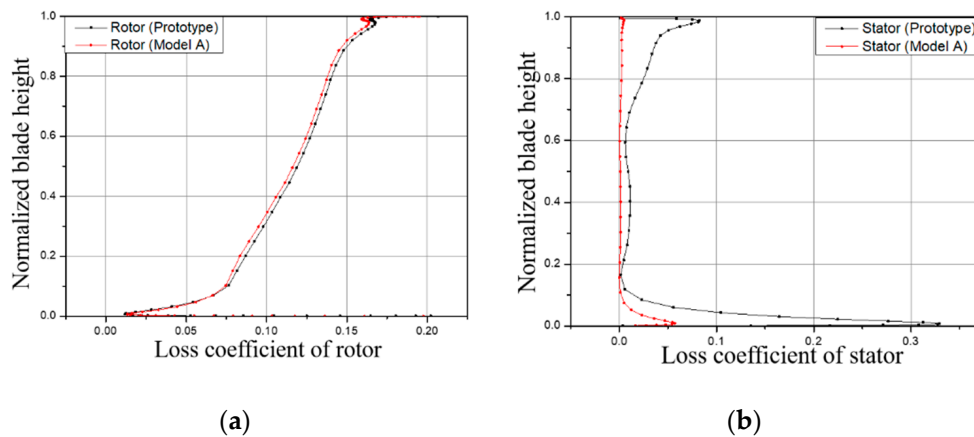 1.0
0.8
0.6
0.4
0.2
0.0
Normalized blade height
Rotor (Prototype)
Rotor (Model A)
0.00
0.05
0.10
0.15
0.20
Loss coefficient of rotor
(a)
1.0
0.8
0.6
0.4
0.2
0.0
Normalized blade height
Stator (Prototype)
Stator (Model A)
0.0
0.1
0.2
0.3
Loss coefficient of stator
(b)